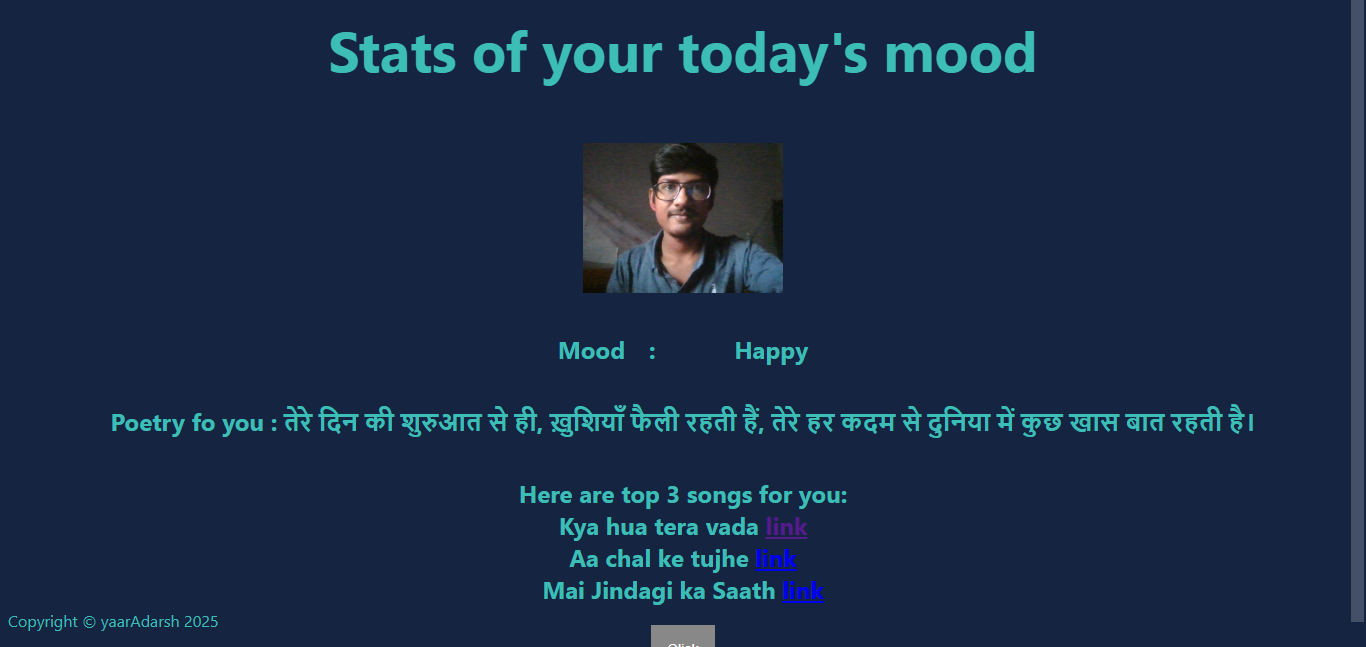 Stats of your today's mood
Mood : Happy
Poetry fo you : तेरे दिन की शुरुआत से ही, ख़ुशियाँ फैली रहती हैं, तेरे हर कदम से दुनिया में कुछ खास बात रहती है।
Here are top 3 songs for you:
Kya hua tera vada link
Aa chal ke tujhe link
Mai Jindagi ka Saath link
Copyright © yaarAdarsh 2025
Click